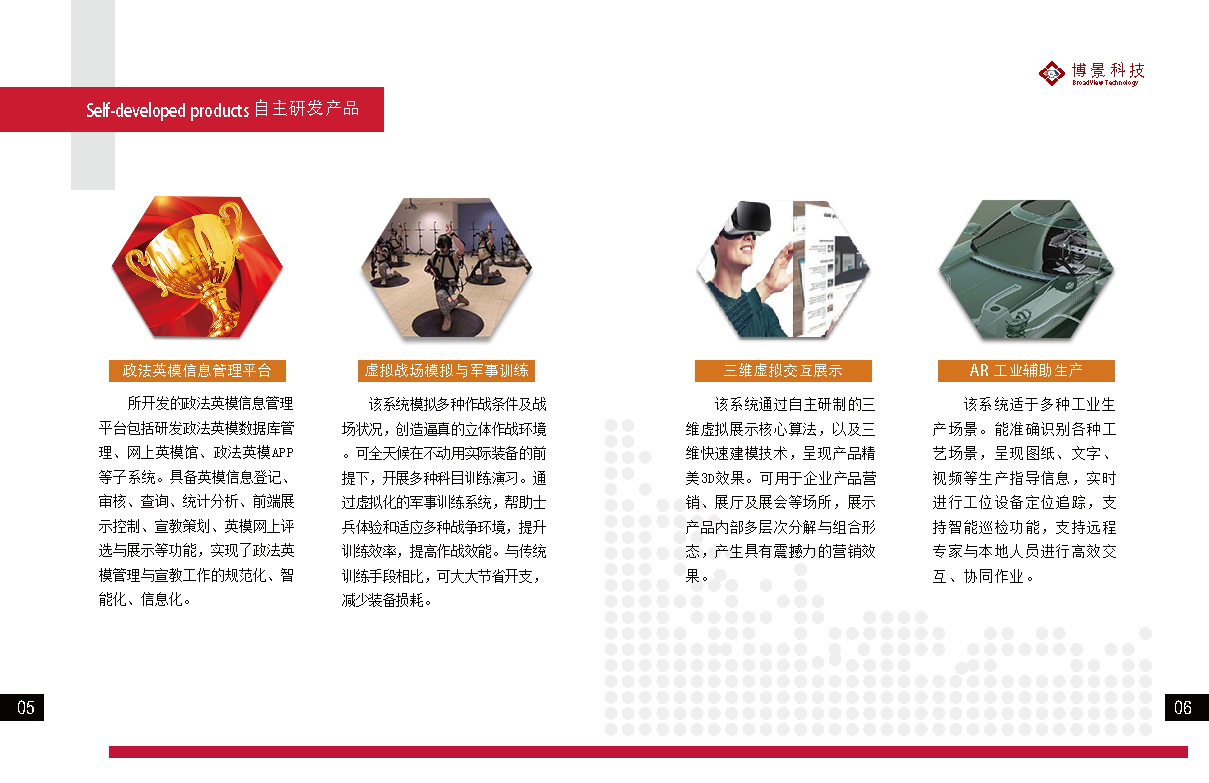 博景科技
BroadView Technology
Self-developed products 自主研发产品
政法英模信息管理平台
所开发的政法英模信息管理
平台包括研发政法英模数据库管
理、网上英模馆、政法英模APP
等子系统。具备英模信息登记、
审核、查询、统计分析、前端展
示控制、宣教策划、英模网上评
选与展示等功能，实现了政法英
模管理与宣教工作的规范化、智
能化、信息化。
虚拟战场模拟与军事训练
该系统模拟多种作战条件及战
场状况，创造逼真的立体作战环境
。可全天候在不动用实际装备的前
提下，开展多种科目训练演习。通
过虚拟化的军事训练系统，帮助士
兵体验和适应多种战争环境，提升
训练效率，提高作战效能。与传统
训练手段相比，可大大节省开支，
减少装备损耗。
三维虚拟交互展示
该系统通过自主研制的三
维虚拟展示核心算法，以及三
维快速建模技术，呈现产品精
美3D效果。可用于企业产品营
销、展厅及展会等场所，展示
产品内部多层次分解与组合形
态，产生具有震撼力的营销效
果。
AR 工业辅助生产
该系统适于多种工业生
产场景。能准确识别各种工
艺场景，呈现图纸、文字、
视频等生产指导信息，实时
进行工位设备定位追踪，支
持智能巡检功能，支持远程
专家与本地人员进行高效交
互、协同作业。
05
06